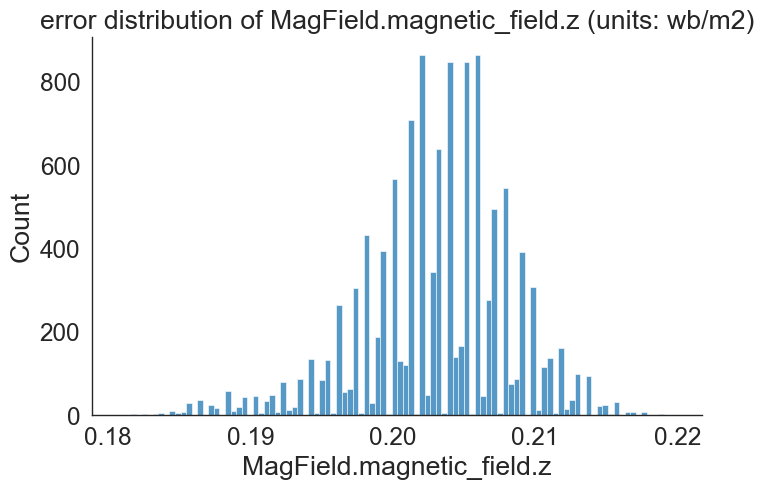 error distribution of MagField.magnetic_field.z (units: wb/m2)
Count
800
600
400
200
0
0.18 0.19 0.20 0.21 0.22
MagField.magnetic_field.z